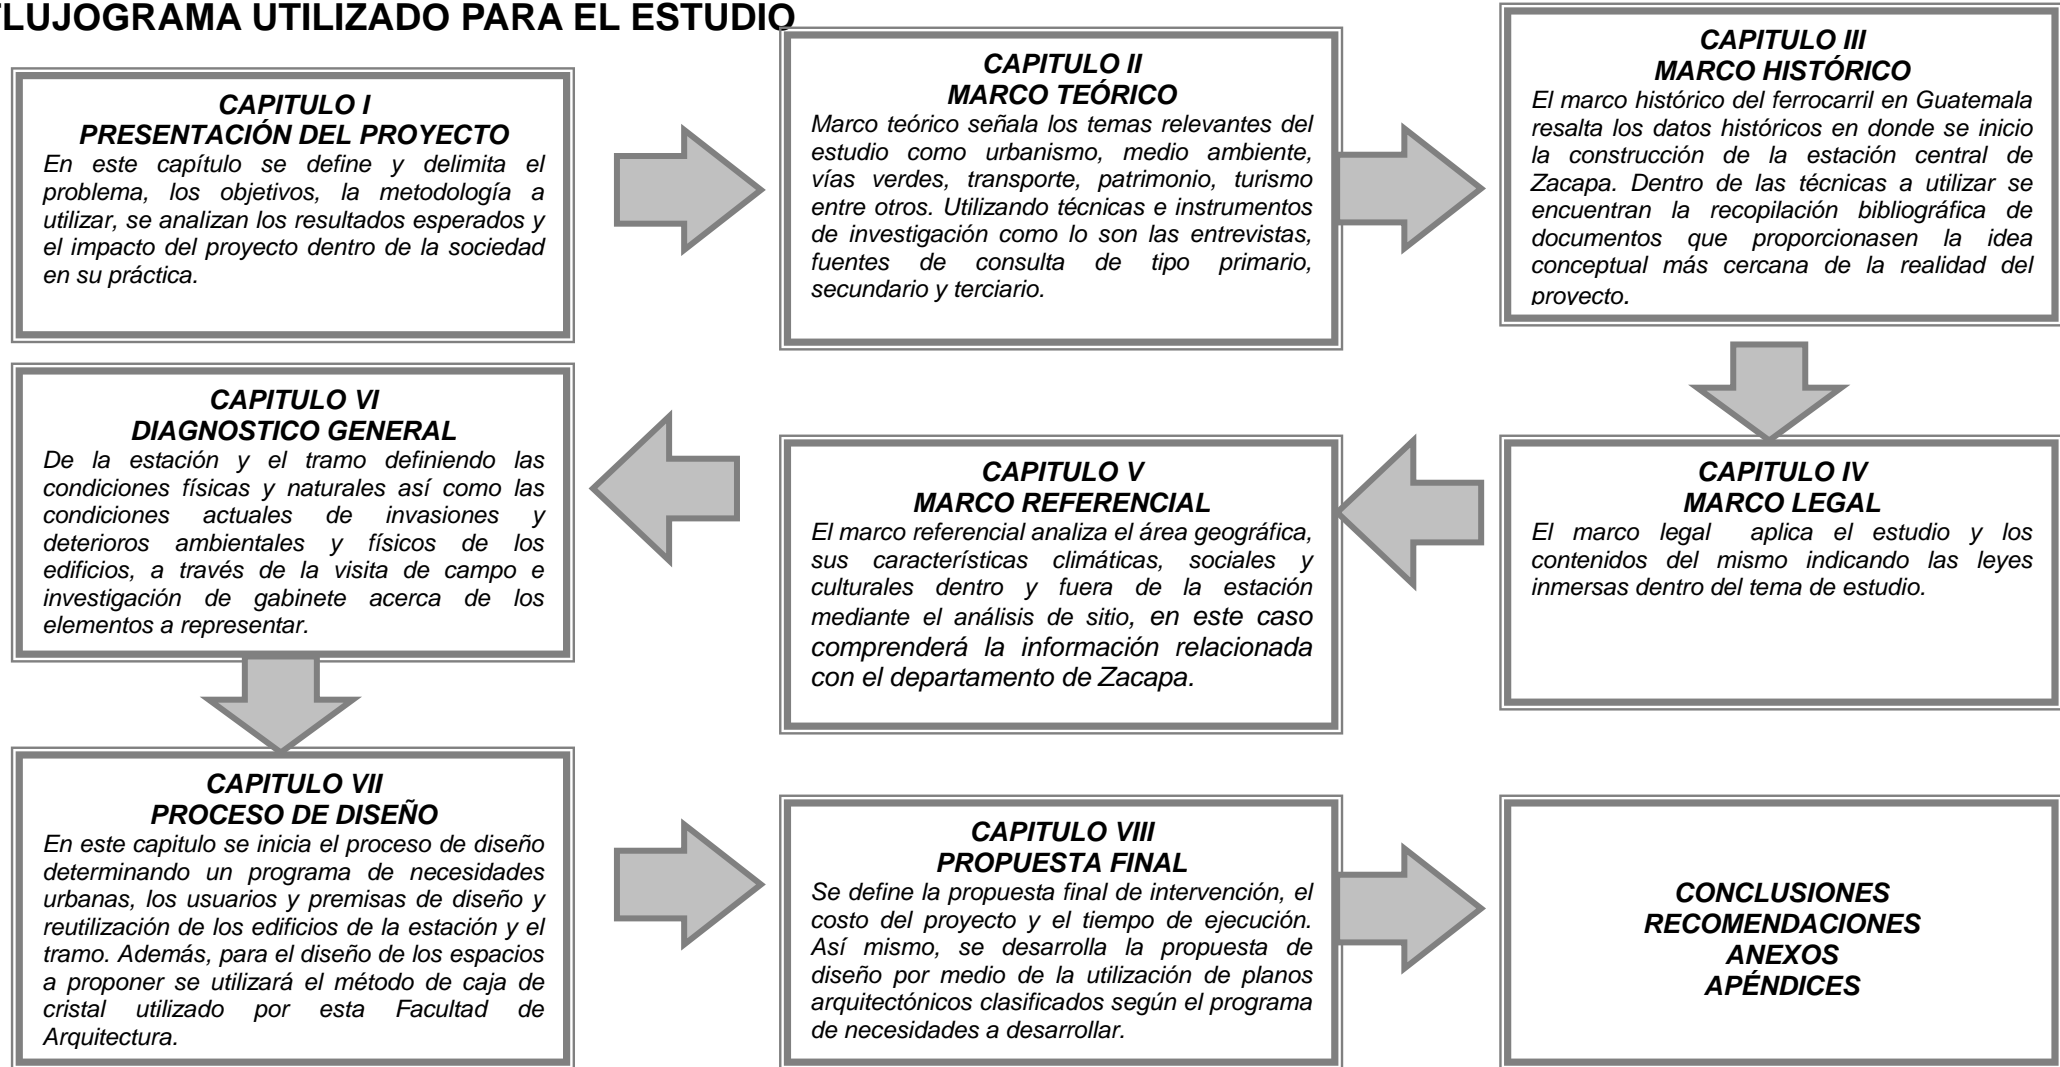 FLUJOGRAMA UTILIZADO PARA EL ESTUDIO
CAPITULO I
PRESENTACIÓN DEL PROYECTO
En este capítulo se define y delimita el
problema, los objetivos, la metodología a
utilizar, se analizan los resultados esperados y
el impacto del proyecto dentro de la sociedad
en su práctica.
CAPITULO II
MARCO TEÓRICO
Marco teórico señala los temas relevantes del
estudio como urbanismo, medio ambiente,
vías verdes, transporte, patrimonio, turismo
entre otros. Utilizando técnicas e instrumentos
de investigación como lo son las entrevistas,
fuentes de consulta de tipo primario,
secundario y terciario.
CAPITULO III
MARCO HISTÓRICO
El marco histórico del ferrocarril en Guatemala
resalta los datos históricos en donde se inicio
la construcción de la estación central de
Zacapa. Dentro de las técnicas a utilizar se
encuentran la recopilación bibliográfica de
documentos que proporcionasen la idea
conceptual más cercana de la realidad del
proyecto.
CAPITULO IV
MARCO LEGAL
El marco legal aplica el estudio y los
contenidos del mismo indicando las leyes
inmersas dentro del tema de estudio.
CAPITULO V
MARCO REFERENCIAL
El marco referencial analiza el área geográfica,
sus características climáticas, sociales y
culturales dentro y fuera de la estación
mediante el análisis de sitio, en este caso
comprenderá la información relacionada
con el departamento de Zacapa.
CAPITULO VI
DIAGNOSTICO GENERAL
De la estación y el tramo definiendo las
condiciones físicas y naturales así como las
condiciones actuales de invasiones y
deterioros ambientales y físicos de los
edificios, a través de la visita de campo e
investigación de gabinete acerca de los
elementos a representar.
CAPITULO VII
PROCESO DE DISEÑO
En este capitulo se inicia el proceso de diseño
determinando un programa de necesidades
urbanas, los usuarios y premisas de diseño y
reutilización de los edificios de la estación y el
tramo. Además, para el diseño de los espacios
a proponer se utilizará el método de caja de
cristal utilizado por esta Facultad de
Arquitectura.
CAPITULO VIII
PROPUESTA FINAL
Se define la propuesta final de intervención, el
costo del proyecto y el tiempo de ejecución.
Así mismo, se desarrolla la propuesta de
diseño por medio de la utilización de planos
arquitectónicos clasificados según el programa
de necesidades a desarrollar.
CONCLUSIONES
RECOMENDACIONES
ANEXOS
APÉNDICES